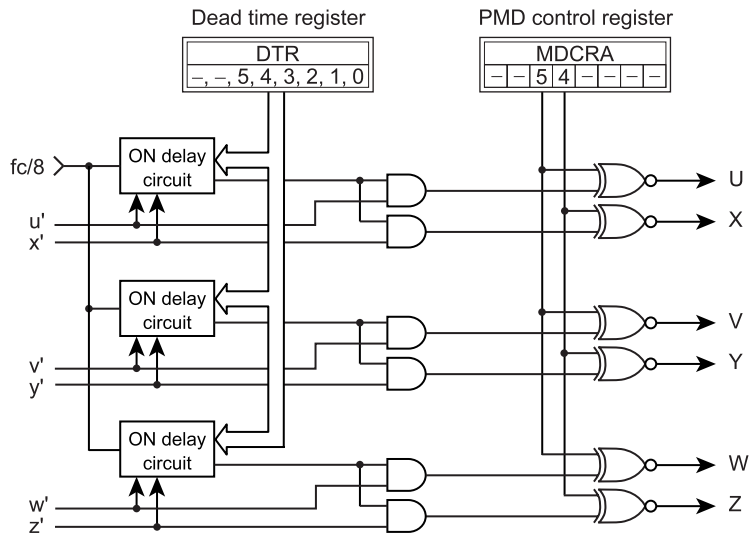 Dead time register
PMD control register
DTR
–, –, 5, 4, 3, 2, 1, 0
MDCRA
– – 5 4 – – – –
fc/8
ON delay
circuit
U
X
u'
x'
ON delay
circuit
V
Y
v'
y'
ON delay
circuit
W
Z
w'
z'